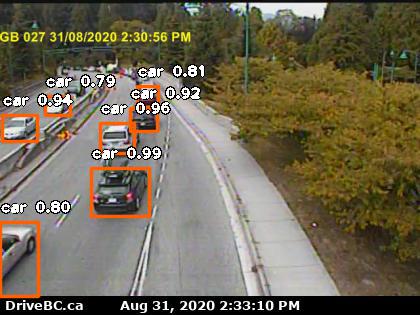 GB 027 31/08/2020 2:30:56 PM
car 0.81
car 0.79
car 0.92
car 0.94
car 0.96
car 0.99
car 0.80
DriveBC.ca Aug 31, 2020 2:33:10 PM